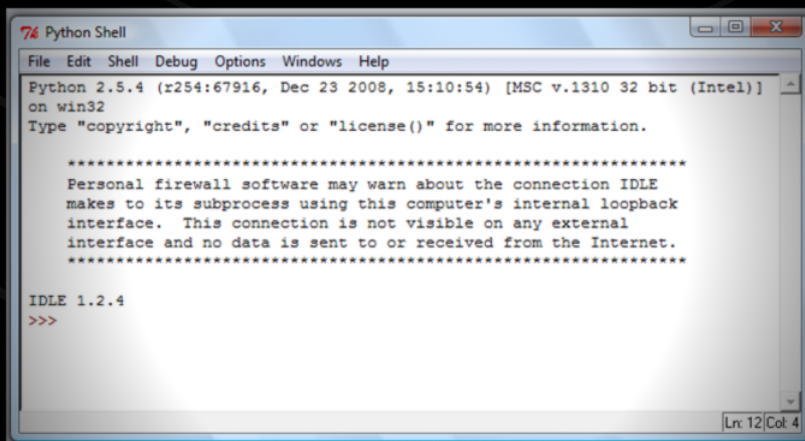 Python Shell
File Edit Shell Debug Options Windows Help
Python 2.5.4 (r254:67916, Dec 23 2008, 15:10:54) [MSC v.1310 32 bit (Intel)]
on win32
Type "copyright", "credits" or "license()" for more information.
****************************************************************
Personal firewall software may warn about the connection IDLE
makes to its subprocess using this computer's internal loopback
interface.  This connection is not visible on any external
interface and no data is sent to or received from the Internet.
****************************************************************
IDLE 1.2.4
>>>
Ln: 12 Col: 4